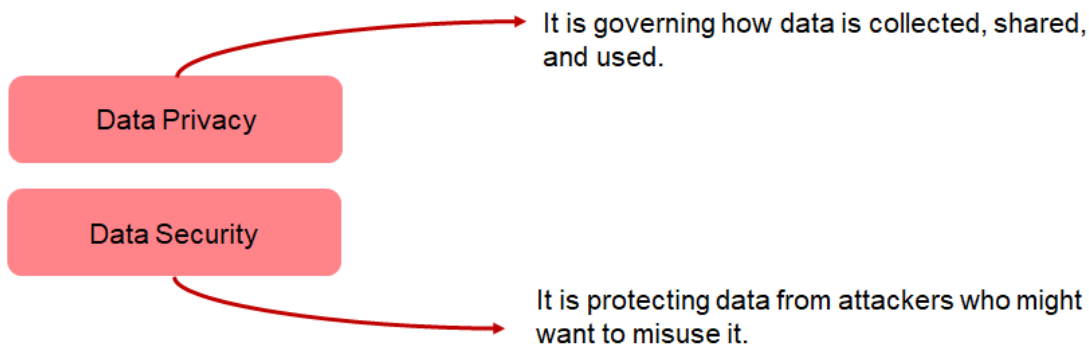 It is governing how data is collected, shared,
and used.
Data Privacy
Data Security
It is protecting data from attackers who might
want to misuse it.